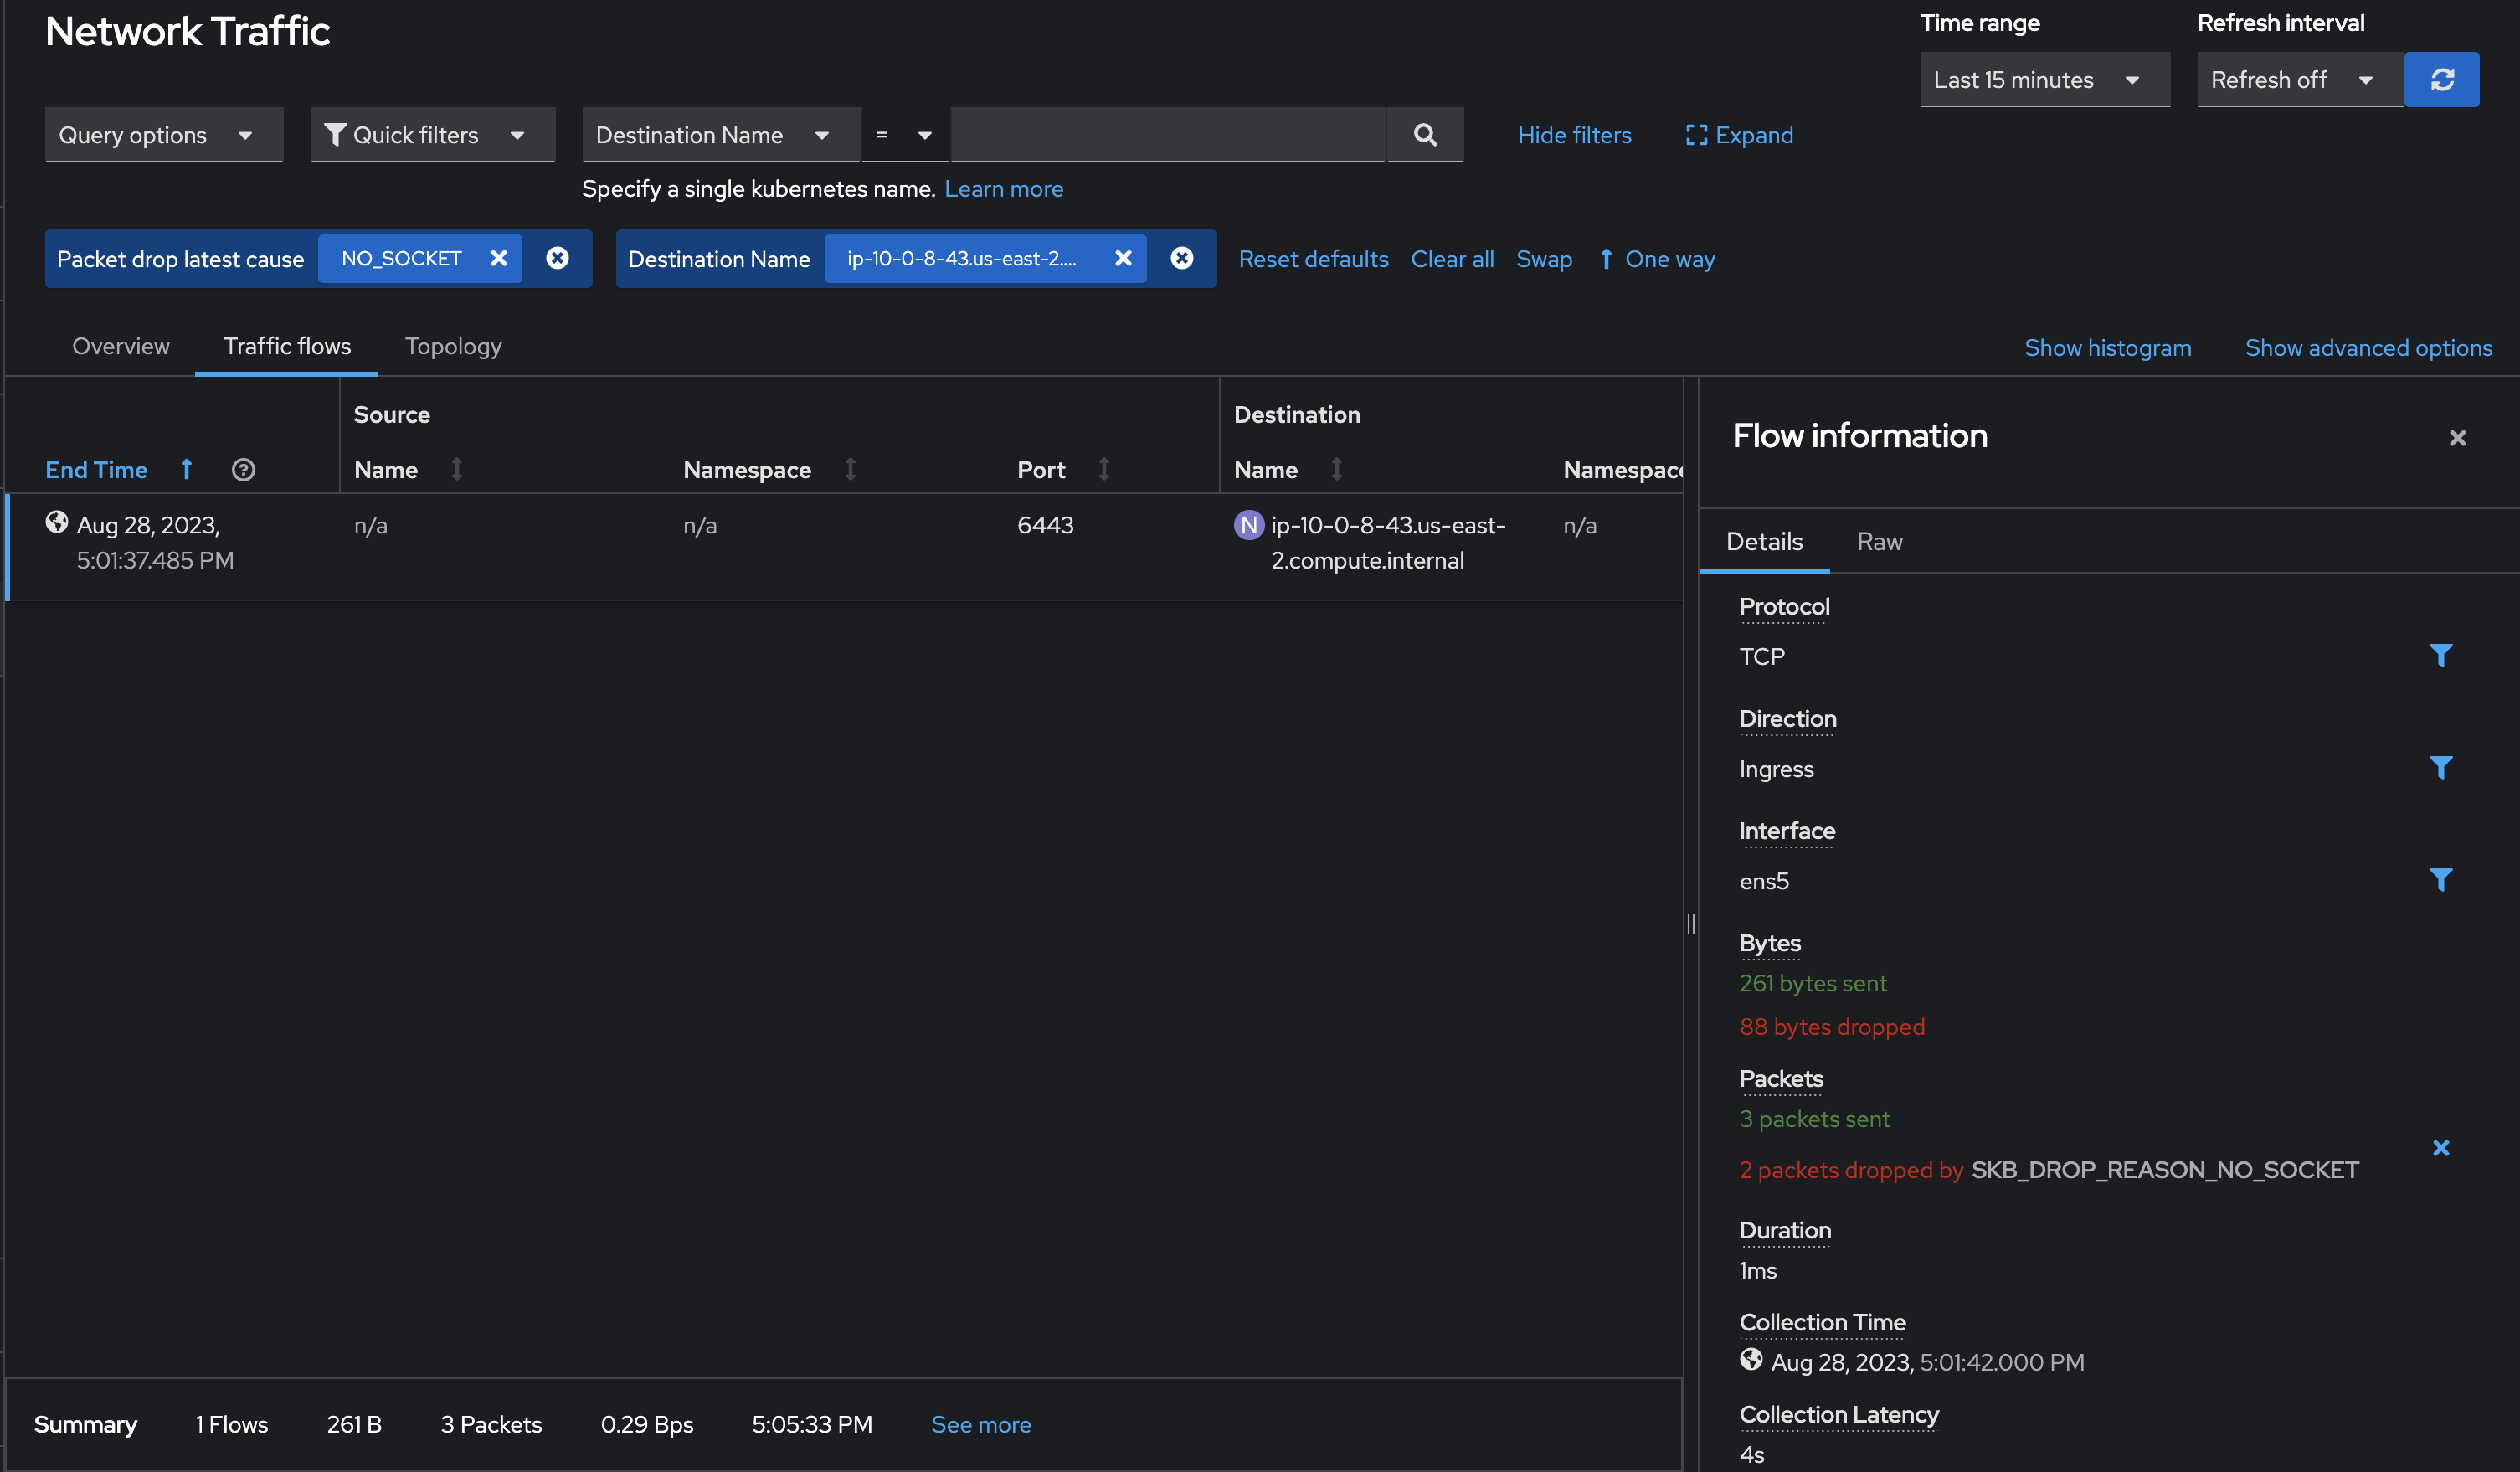 Network Traffic
Time range
Refresh interval
Last 15 minutes
Refresh off
Query options
Quick filters
Destination Name
=
Hide filters
Expand
Specify a single kubernetes name. Learn more
Packet drop latest cause NO_SOCKET
Destination Name ip-10-0-8-43.us-east-2....
Reset defaults
Clear all
Swap
One way
Overview
Traffic flows
Topology
Show histogram
Show advanced options
Source
Destination
End Time
Name
Namespace
Port
Name
Namespace
Aug 28, 2023,
5:01:37.485 PM
n/a
n/a
6443
N ip-10-0-8-43.us-east-
2.compute.internal
n/a
Flow information
Details
Raw
Protocol
TCP
Direction
Ingress
Interface
ens5
Bytes
261 bytes sent
88 bytes dropped
Packets
3 packets sent
2 packets dropped by SKB_DROP_REASON_NO_SOCKET
Duration
1ms
Collection Time
Aug 28, 2023, 5:01:42.000 PM
Collection Latency
4s
Summary
1 Flows
261 B
3 Packets
0.29 Bps
5:05:33 PM
See more